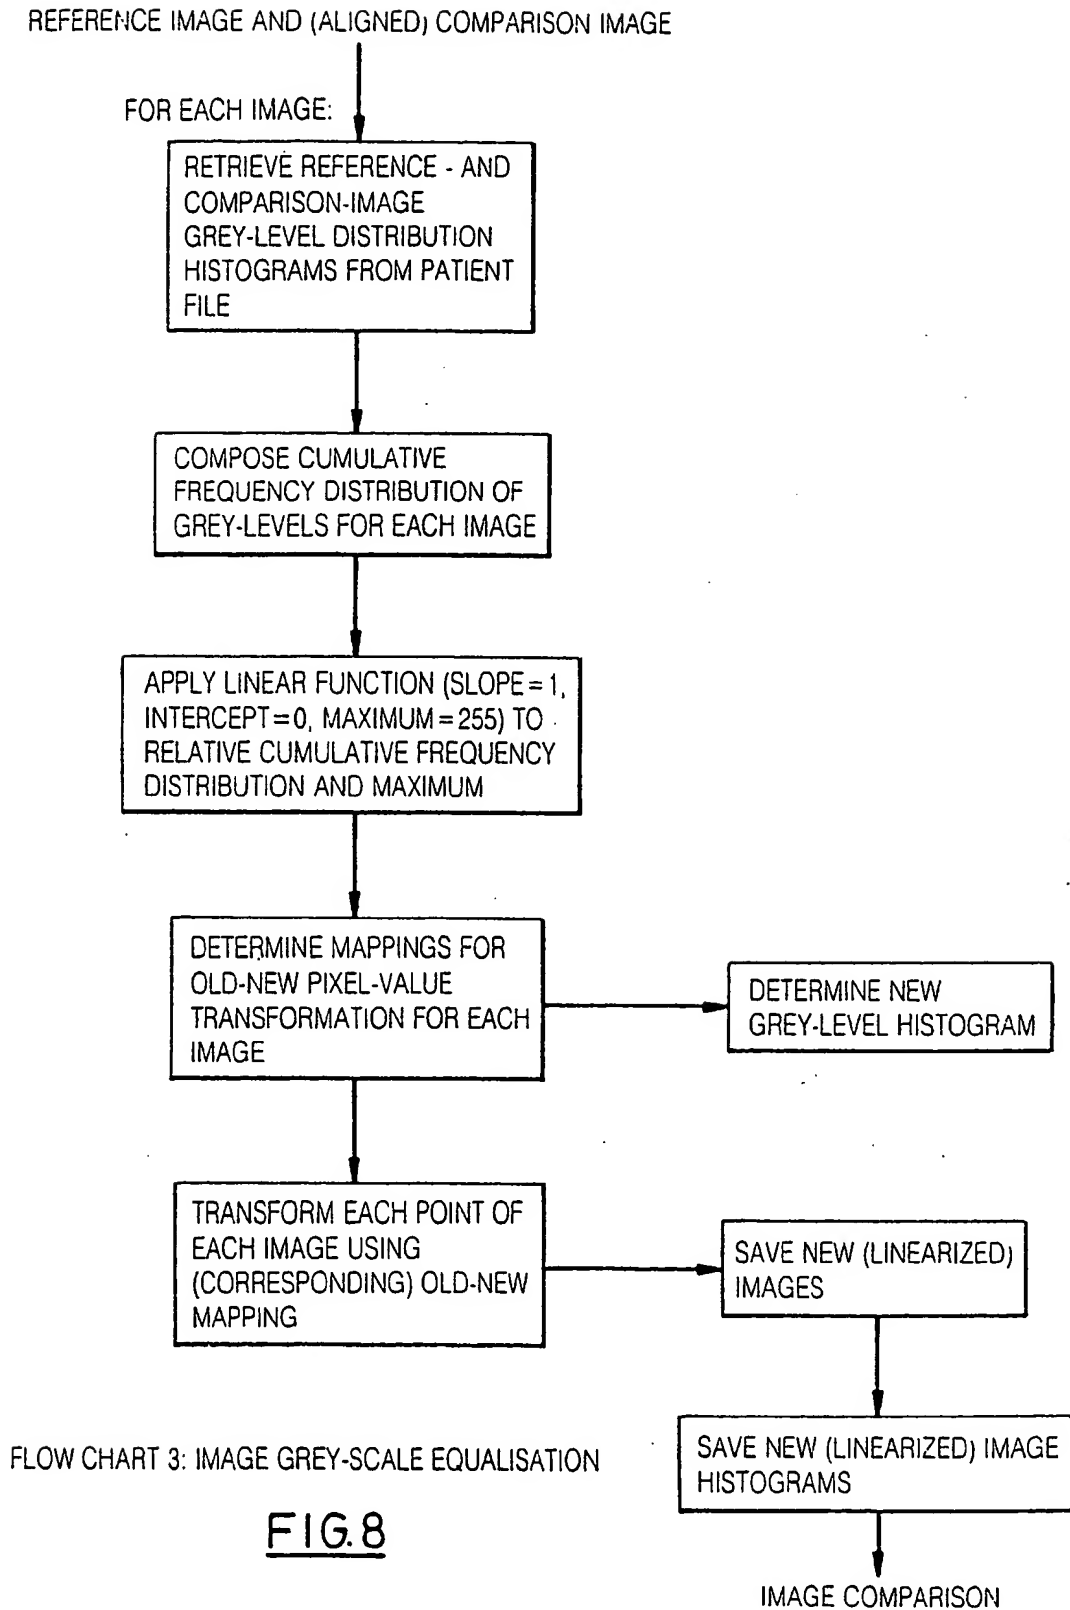 REFERENCE IMAGE AND (ALIGNED) COMPARISON IMAGE
FOR EACH IMAGE:
RETRIEVE REFERENCE - AND
COMPARISON-IMAGE
GREY-LEVEL DISTRIBUTION
HISTOGRAMS FROM PATIENT
FILE
COMPOSE CUMULATIVE
FREQUENCY DISTRIBUTION OF
GREY-LEVELS FOR EACH IMAGE
APPLY LINEAR FUNCTION (SLOPE=1,
INTERCEPT=0, MAXIMUM=255) TO
RELATIVE CUMULATIVE FREQUENCY
DISTRIBUTION AND MAXIMUM
DETERMINE MAPPINGS FOR
OLD-NEW PIXEL-VALUE
TRANSFORMATION FOR EACH
IMAGE
DETERMINE NEW
GREY-LEVEL HISTOGRAM
TRANSFORM EACH POINT OF
EACH IMAGE USING
(CORRESPONDING) OLD-NEW
MAPPING
SAVE NEW (LINEARIZED)
IMAGES
SAVE NEW (LINEARIZED) IMAGE
HISTOGRAMS
FLOW CHART 3: IMAGE GREY-SCALE EQUALISATION
FIG.8
IMAGE COMPARISON